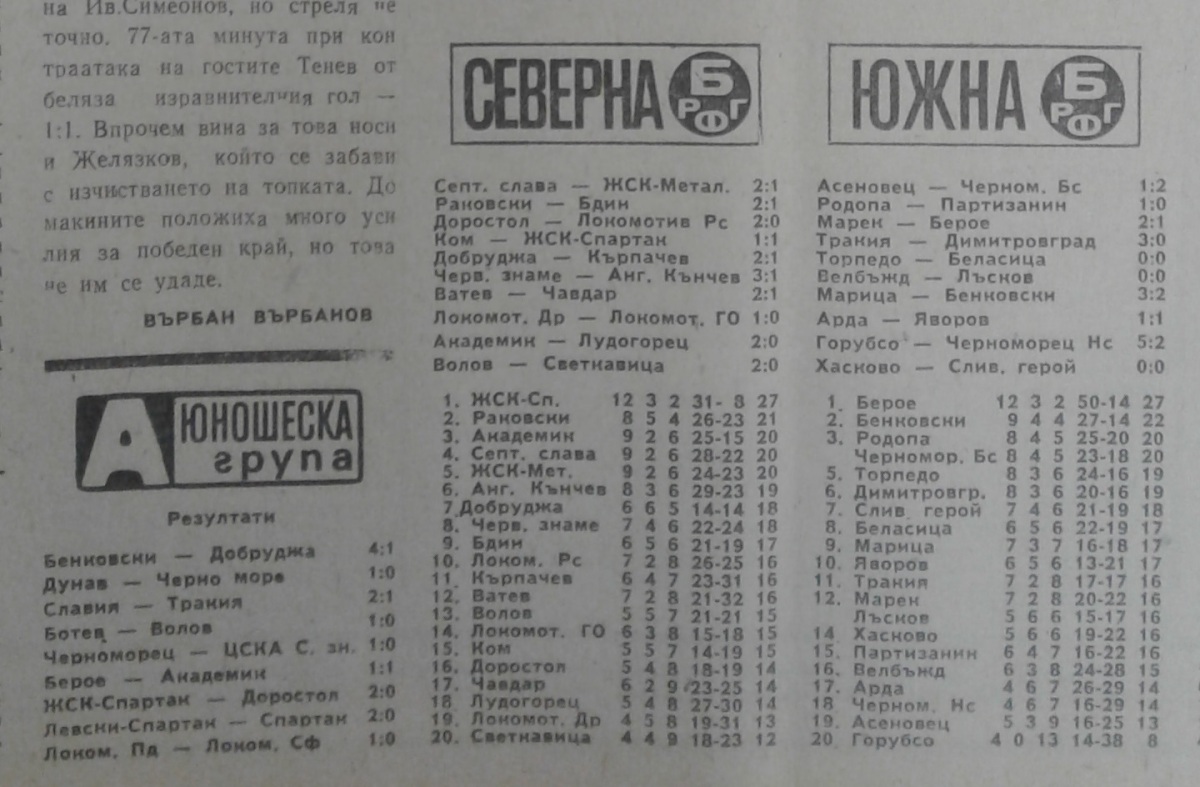 на Ив.Симеонов, но стреля не
точно. 77-ата минута при кон
траатака на гостите Тенев от
беляза изравнителния гол —
1:1. Впрочем вина за това носи
и Желязков, който се забави
с изчистването на топката. До
макините положиха много уси
лия за победен край, но това
не им се удаде.
ВЪРБАН ВЪРБАНОВ
А ЮНОШЕСКА
група
Резултати
Бенковски — Добруджа 4:1
Дунав — Черно море 1:0
Славия — Тракия 2:1
Ботев — Волов 1:0
Черноморец — ЦСКА С. зн. 1:0
Берое — Академик 1:1
ЖСК-Спартак — Доростол 2:0
Левски-Спартак — Спартак 2:0
Локом. Пд — Локом. Сф 1:0
СЕВЕРНА Б РФГ
Септ. слава — ЖСК-Метал. 2:1
Раковски — Бдин 2:1
Доростол — Локомотив Рс 2:0
Ком — ЖСК-Спартак 1:1
Добруджа — Кърпачев 2:1
Черв. знаме — Анг. Кънчев 3:1
Ватев — Чавдар 2:1
Локомот. Др — Локомот. ГО 1:0
Академик — Лудогорец 2:0
Волов — Светкавица 2:0
1. ЖСК-Сп. 12 3 2 31- 8 27
2. Раковски 8 5 4 26-23 21
3. Академик 9 2 6 25-15 20
4. Септ. слава 9 2 6 28-22 20
5. ЖСК-Мет. 9 2 6 24-23 20
6. Анг. Кънчев 8 3 6 29-23 19
7.Добруджа 6 6 5 14-14 18
8. Черв. знаме 7 4 6 22-24 18
9. Бдин 6 5 6 21-19 17
10. Локом. Рс 7 2 8 26-25 16
11. Кърпачев 6 4 7 23-31 16
12. Ватев 7 2 8 21-32 16
13. Волов 5 5 7 21-21 15
14. Локомот. ГО 6 3 8 15-18 15
15. Ком 5 5 7 14-19 15
16. Доростол 5 4 8 18-19 14
17. Чавдар 6 2 9 23-25 14
18 Лудогорец 5 4 8 27-30 14
19. Локомот. Др 4 5 8 19-31 13
20. Светкавица 4 4 9 18-23 12
ЮЖНА Б РФГ
Асеновец — Черном. Бс 1:2
Родопа — Партизанин 1:0
Марек — Берое 2:1
Тракия — Димитровград 3:0
Торпедо — Беласица 0:0
Велбъжд — Лъсков 0:0
Марица — Бенковски 3:2
Арда — Яворов 1:1
Горубсо — Черноморец Нс 5:2
Хасково — Слив. герой 0:0
1. Берое 12 3 2 50-14 27
2. Бенковски 9 4 4 27-14 22
3. Родопа 8 4 5 25-20 20
Черномор. Бс 8 4 5 23-18 20
5. Торпедо 8 3 6 24-16 19
6. Димитровгр. 8 3 6 20-16 19
7. Слив. герой 7 4 6 21-19 18
8. Беласица 6 5 6 22-19 17
9. Марица 7 3 7 16-18 17
10. Яворов 6 5 6 13-21 17
11. Тракия 7 2 8 17-17 16
12. Марек 7 2 8 20-22 16
Лъсков 5 6 6 15-17 16
14. Хасково 5 6 6 19-22 16
15. Партизанин 6 4 7 16-22 16
16. Велбъжд 6 3 8 24-28 15
17. Арда 4 6 7 26-29 14
18 Черном. Нс 4 6 7 16-29 14
19. Асеновец 5 3 9 16-25 13
20 Горубсо 4 0 13 14-38 8